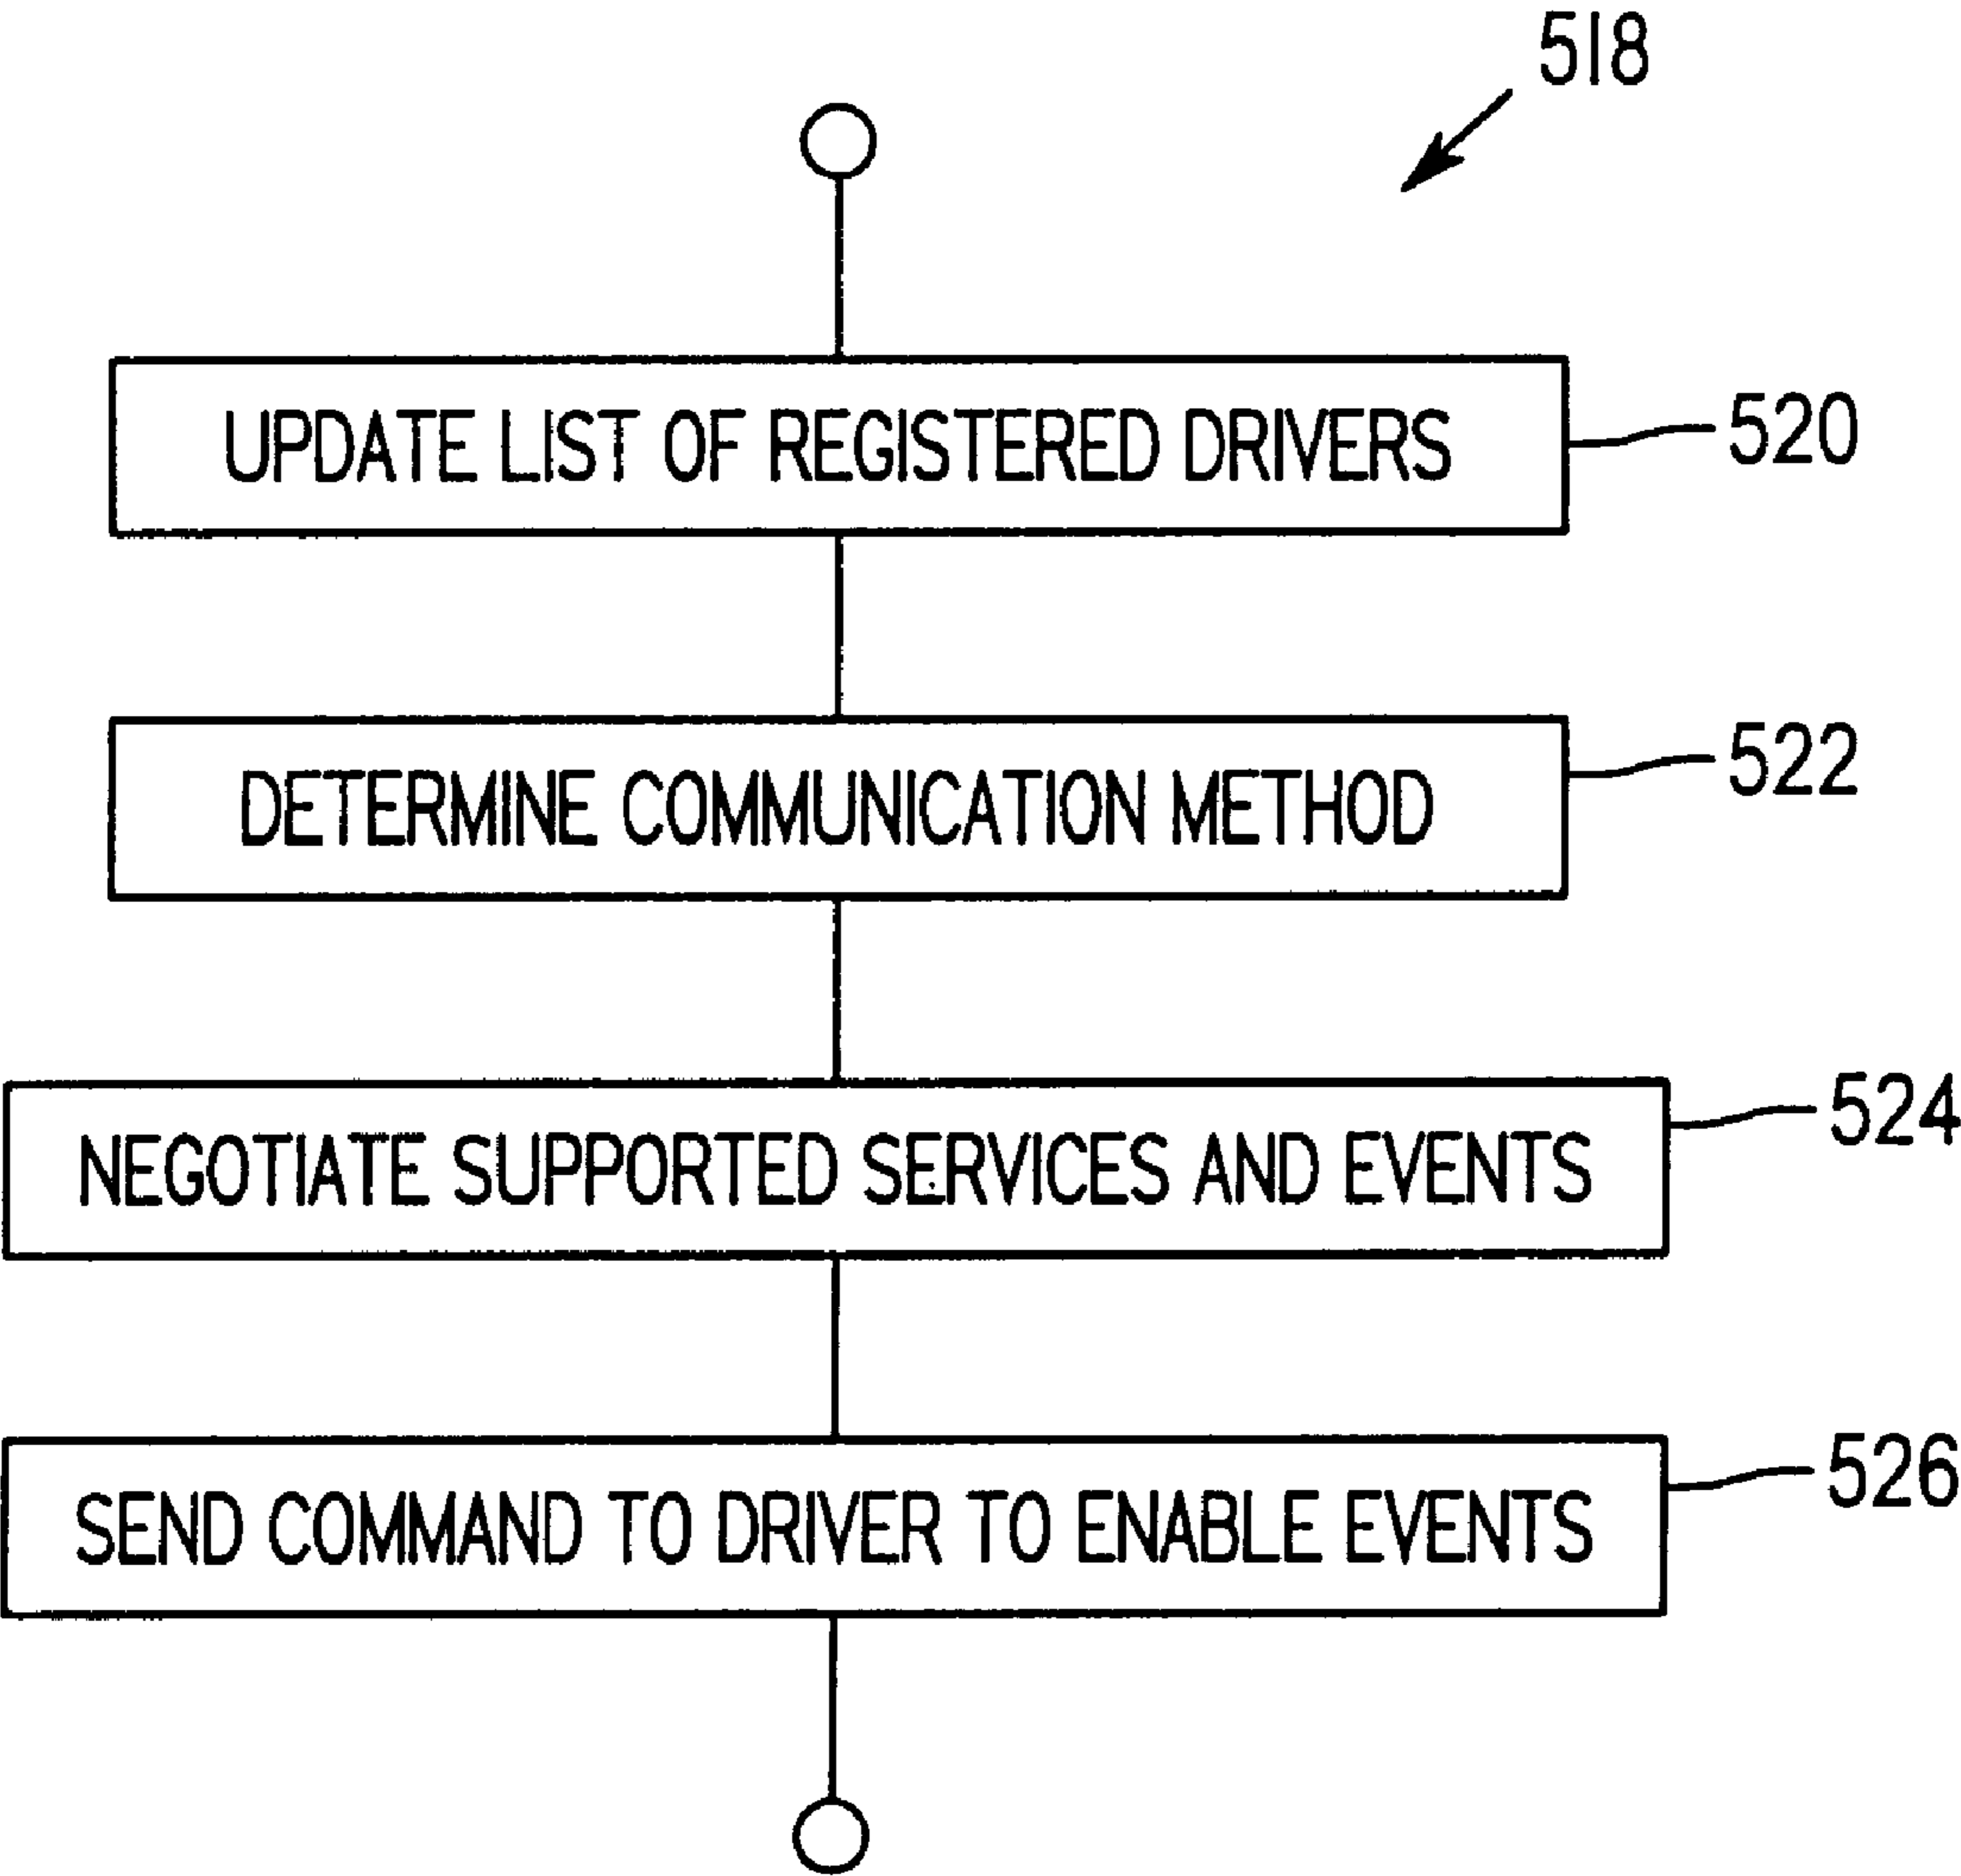 518
UPDATE LIST OF REGISTERED DRIVERS
520
DETERMINE COMMUNICATION METHOD
522
NEGOTIATE SUPPORTED SERVICES AND EVENTS
524
SEND COMMAND TO DRIVER TO ENABLE EVENTS
526